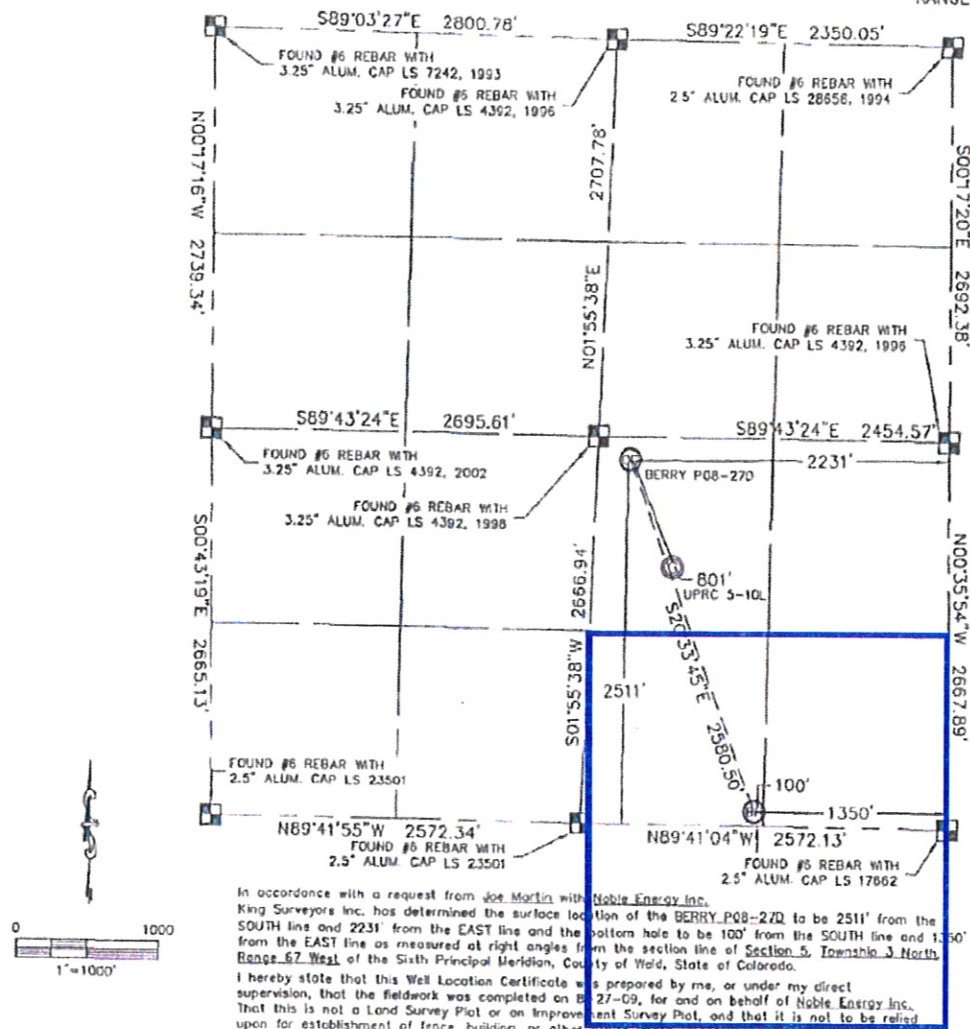 RANGE
S89°03'27"E 2800.78'
S89°22'19"E 2350.05'
FOUND #6 REBAR WITH
3.25" ALUM. CAP LS 7242, 1993
FOUND #6 REBAR WITH
3.25" ALUM. CAP LS 4392, 1996
FOUND #6 REBAR WITH
2.5" ALUM. CAP LS 28656, 1994
N00°17'16"W 2739.34'
N01°55'38"E 2707.78'
S00°17'20"E 2692.38'
FOUND #6 REBAR WITH
3.25" ALUM. CAP LS 4392, 1996
S89°43'24"E 2695.61'
S89°43'24"E 2454.57'
FOUND #6 REBAR WITH
3.25" ALUM. CAP LS 4392, 2002
BERRY P08-27D
2231'
FOUND #6 REBAR WITH
3.25" ALUM. CAP LS 4392, 1998
801'
UPRC 5-10L
S00°43'19"E 2665.13'
S01°55'38"W 2666.94'
2511'
S20°33'45"E 2580.50'
N00°35'54"W 2667.89'
FOUND #6 REBAR WITH
2.5" ALUM. CAP LS 23501
100'
1350'
N89°41'55"W 2572.34'
N89°41'04"W 2572.13'
FOUND #6 REBAR WITH
2.5" ALUM. CAP LS 23501
FOUND #6 REBAR WITH
2.5" ALUM. CAP LS 17662
0 1000
1"=1000'
In accordance with a request from Joe Martin with Noble Energy Inc.
King Surveyors Inc. has determined the surface location of the BERRY P08-27D to be 2511' from the
SOUTH line and 2231' from the EAST line and the bottom hole to be 100' from the SOUTH line and 1350'
from the EAST line as measured at right angles from the section line of Section 5, Township 3 North,
Range 67 West of the Sixth Principal Meridian, County of Weld, State of Colorado.
I hereby state that this Well Location Certificate was prepared by me, or under my direct
supervision, that the fieldwork was completed on 8-27-09, for and on behalf of Noble Energy Inc.
That this is not a Land Survey Plat or an Improvement Survey Plat, and that it is not to be relied
upon for establishment of fence, building, or other